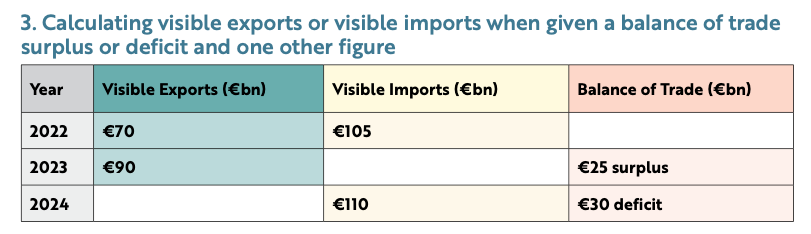 3. Calculating visible exports or visible imports when given a balance of trade
surplus or deficit and one other figure
Year Visible Exports (€bn) Visible Imports (€bn) Balance of Trade (€bn)
2022 €70 €105
2023 €90 €25 surplus
2024 €110 €30 deficit